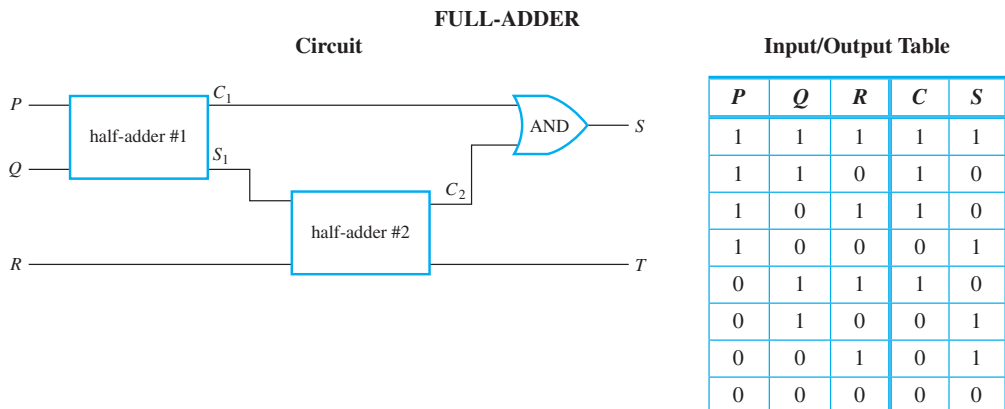 FULL-ADDER
Circuit
P
Q
R
half-adder #1
C1
S1
half-adder #2
C2
AND
S
T
Input/Output Table
P Q R C S
1 1 1 1 1
1 1 0 1 0
1 0 1 1 0
1 0 0 0 1
0 1 1 1 0
0 1 0 0 1
0 0 1 0 1
0 0 0 0 0